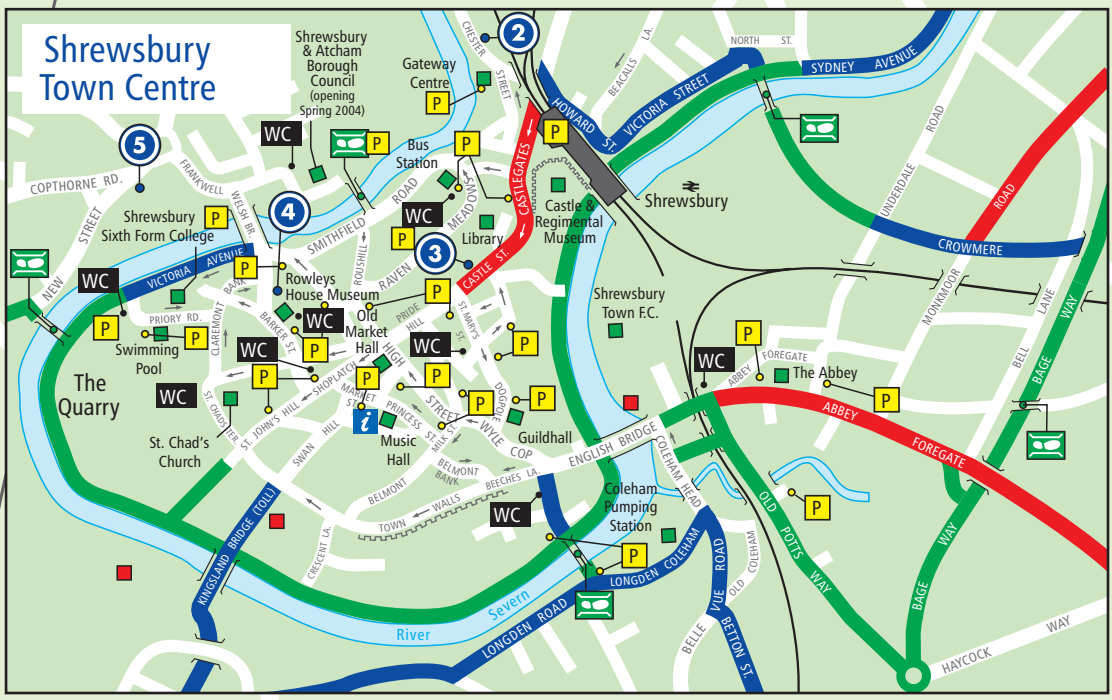 Shrewsbury
Town Centre
Shrewsbury
& Atcham
Borough
Council
(opening
Spring 2004)
Gateway
Centre
P
CHESTER
STREET
2
BEACALLS
LA.
NORTH ST.
SYDNEY AVENUE
HOWARD ST.
VICTORIA STREET
P
WC
P
Bus
Station
P
CASTLEGATES
5
COPTHORNE RD.
FRANKWELL
WELSH BR.
NEW
STREET
Shrewsbury
Sixth Form College
P
4
SMITHFIELD
ROAD
WC
MEADOW
SMO
P
Library
3
CASTLE ST.
Castle &
Regimental
Museum
Shrewsbury
UNDERDALE
ROAD
ROAD
CROWMERE
MONKMOOR
LANE
BELL
WAY
BAGE
VICTORIA AVENUE
BANK
P
WC
P
PRIORY RD.
P
Swimming
Pool
CLAREMONT
Rowleys
House Museum
ROUSHILL
RAVEN
P
BARKER ST.
WC
P
Old
Market
Hall
PRIDE
HILL
ST.MARY'S
ST.
WC
P
Shrewsbury
Town F.C.
The
Quarry
WC
WC
P
ST. CHADS TER.
ST. JOHN'S HILL
SHOPLATCH
HIGH
STREET
P
P
MARKET
ST.
PRINCESS
ST.
MILK ST.
P
DOGPOLE
P
WYLE
COP
Guildhall
St. Chad's
Church
SWAN HILL
i
Music
Hall
BELMONT
BANK
BELMONT
BEECHES LA.
TOWN WALLS
CRESCENT LA.
ENGLISH BRIDGE
WC
ABBEY
FOREGATE
P
The Abbey
P
ABBEY
FOREGATE
WC
COLEHAM HEAD
Coleham
Pumping
Station
P
P
OLD
POTTS
WAY
KINGSLAND BRIDGE (TOLL)
River
Severn
LONGDEN ROAD
LONGDEN COLEHAM
BELLE
VUE
ROAD
OLD COLEHAM
BETTON ST.
BAGE
WAY
HAYCOCK
WAY